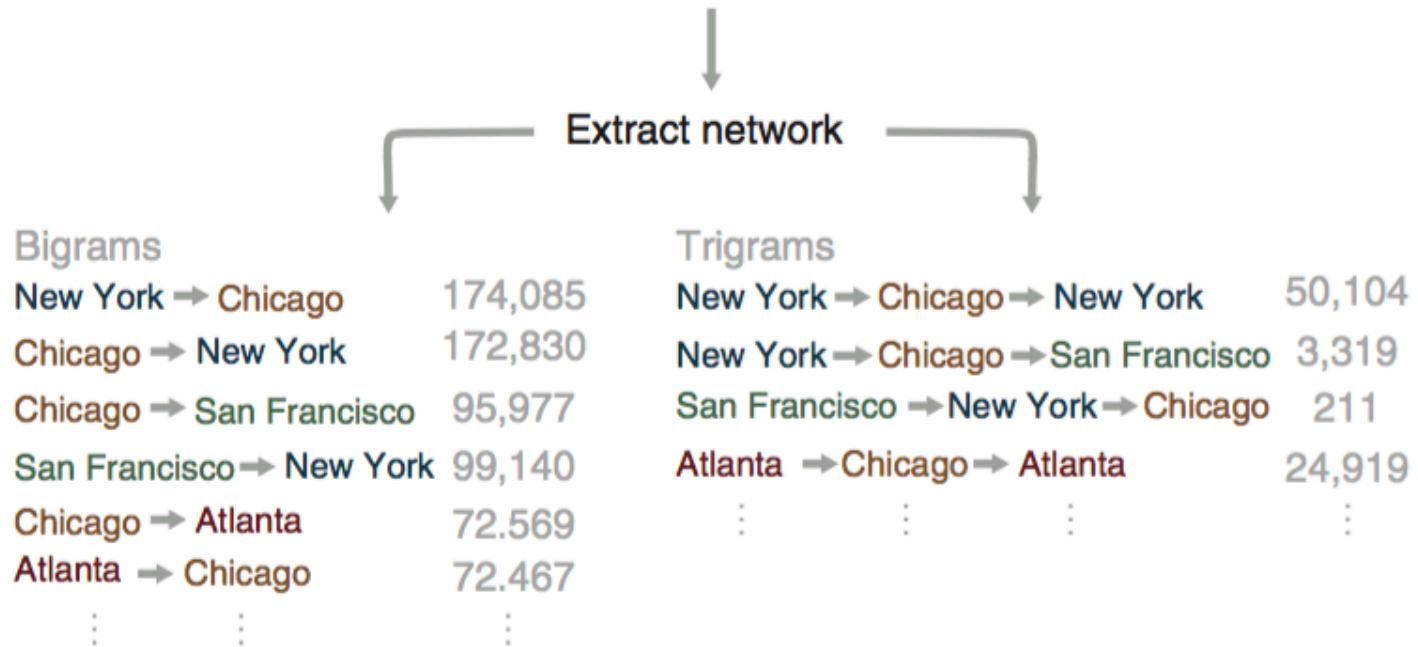 Extract network
Bigrams
New York → Chicago 174,085
Chicago → New York 172,830
Chicago → San Francisco 95,977
San Francisco → New York 99,140
Chicago → Atlanta 72.569
Atlanta → Chicago 72.467
Trigrams
New York → Chicago → New York 50,104
New York → Chicago → San Francisco 3,319
San Francisco → New York → Chicago 211
Atlanta → Chicago → Atlanta 24,919